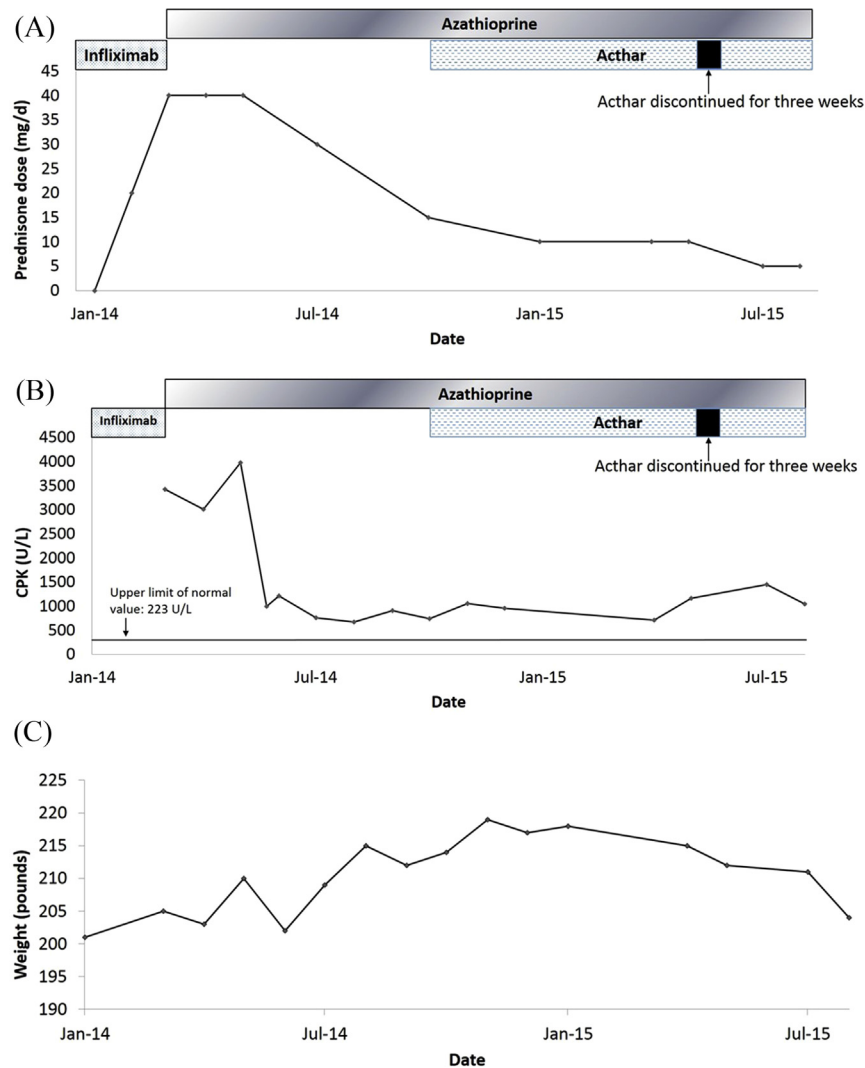 (A)
Azathioprine
Infliximab
Acthar
Acthar discontinued for three weeks
Prednisone dose (mg/d)
45
40
35
30
25
20
15
10
5
0
Jan-14 Jul-14 Jan-15 Jul-15
Date
(B)
Azathioprine
Infliximab
Acthar
Acthar discontinued for three weeks
CPK (U/L)
4500
4000
3500
3000
2500
2000
1500
1000
500
0
Upper limit of normal
value: 223 U/L
Jan-14 Jul-14 Jan-15 Jul-15
Date
(C)
Weight (pounds)
225
220
215
210
205
200
195
190
Jan-14 Jul-14 Jan-15 Jul-15
Date